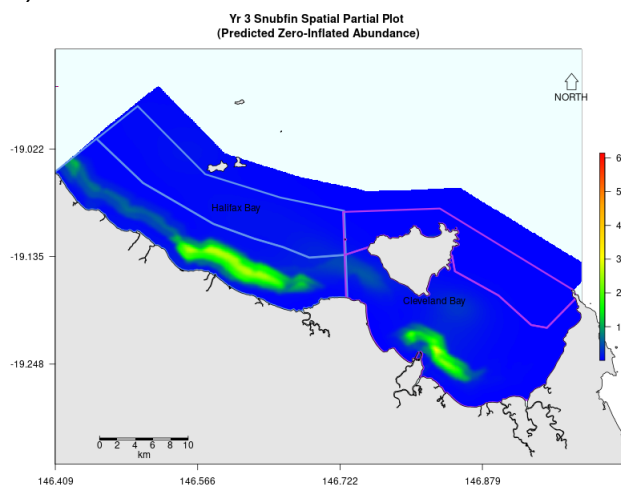 Yr 3 Snubfin Spatial Partial Plot
(Predicted Zero-Inflated Abundance)
NORTH
-19.022
6
5
Halifax Bay
4
-19.135
3
Cleveland Bay
2
1
-19.248
0 2 4 6 8 10
km
146.409 146.566 146.722 146.879